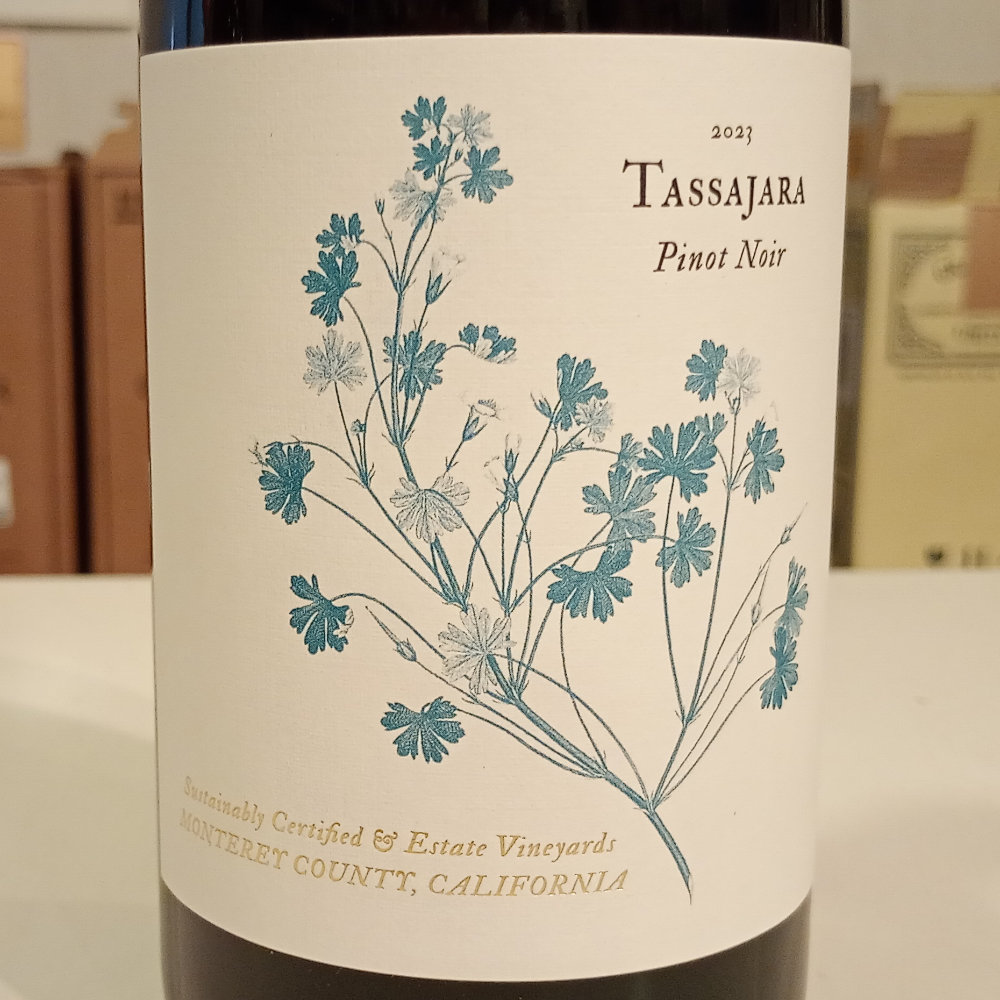 2023
TASSAJARA
Pinot Noir
Sustainably Certified & Estate Vineyards
MONTEREY COUNTY, CALIFORNIA